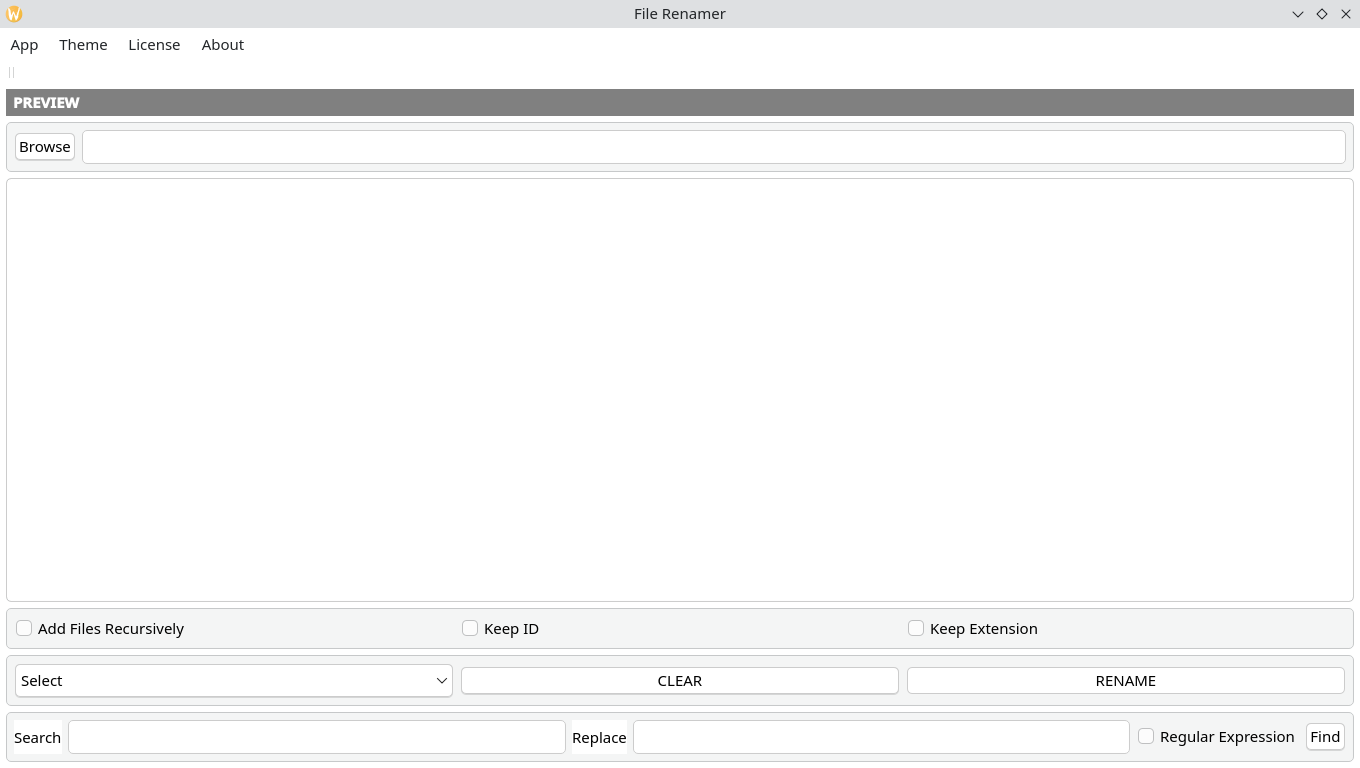 File Renamer
App Theme License About
PREVIEW
Browse
Add Files Recursively Keep ID Keep Extension
Select CLEAR RENAME
Search Replace Regular Expression Find